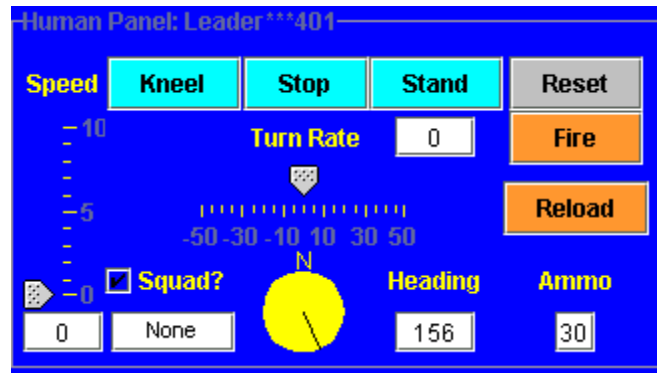 Human Panel: Leader***401
Speed Kneel Stop Stand Reset
10 Turn Rate 0 Fire
5 Reload
-50 -30 -10 10 30 50
N
Squad? Heading Ammo
0
0 None 156 30